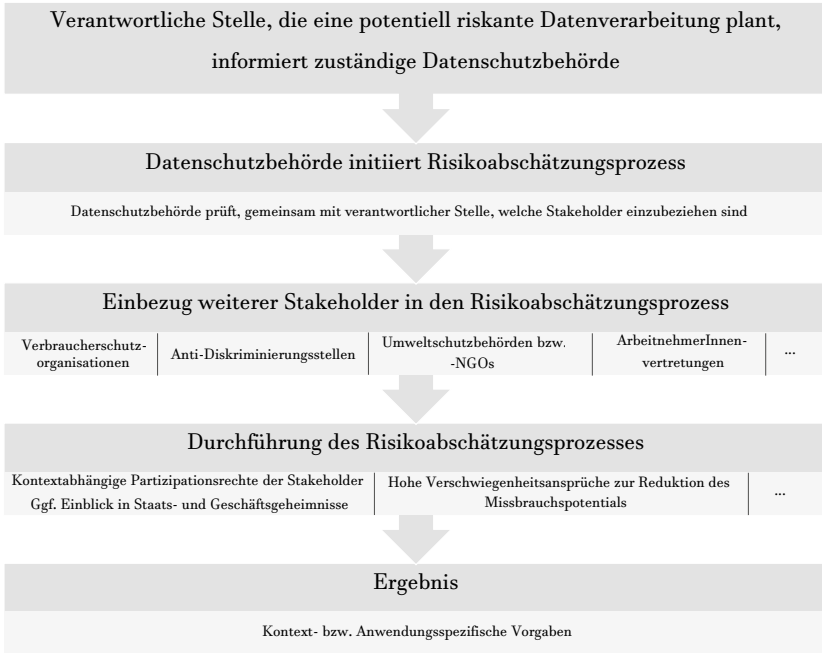 Verantwortliche Stelle, die eine potentiell riskante Datenverarbeitung plant,
informiert zuständige Datenschutzbehörde
Datenschutzbehörde initiiert Risikoabschätzungsprozess
Datenschutzbehörde prüft, gemeinsam mit verantwortlicher Stelle, welche Stakeholder einzubeziehen sind
Einbezug weiterer Stakeholder in den Risikoabschätzungsprozess
Verbraucherschutz-
organisationen
Anti-Diskriminierungsstellen
Umweltschutzbehörden bzw.
-NGOs
ArbeitnehmerInnen-
vertretungen
...
Durchführung des Risikoabschätzungsprozesses
Kontextabhängige Partizipationsrechte der Stakeholder
Ggf. Einblick in Staats- und Geschäftsgeheimnisse
Hohe Verschwiegenheitsansprüche zur Reduktion des
Missbrauchspotentials
...
Ergebnis
Kontext- bzw. Anwendungsspezifische Vorgaben